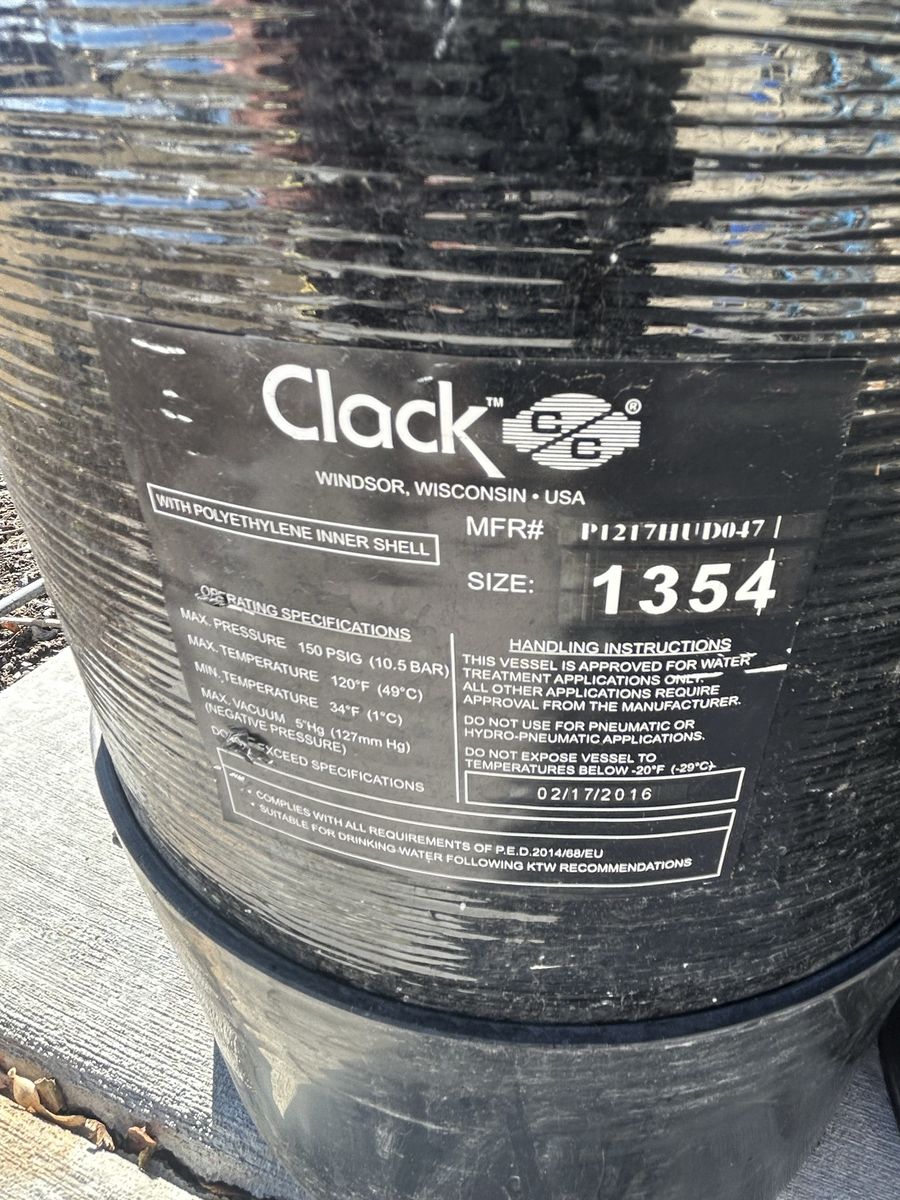 Clack™ C/C®
WINDSOR, WISCONSIN • USA
WITH POLYETHYLENE INNER SHELL
MFR# P1217HUD047
SIZE: 1354
OPERATING SPECIFICATIONS
MAX. PRESSURE 150 PSIG (10.5 BAR)
MAX. TEMPERATURE 120°F (49°C)
MIN. TEMPERATURE 34°F (1°C)
MAX. VACUUM 5"Hg (127mm Hg)
(NEGATIVE PRESSURE)
EXCEED SPECIFICATIONS
HANDLING INSTRUCTIONS
THIS VESSEL IS APPROVED FOR WATER
TREATMENT APPLICATIONS ONLY.
ALL OTHER APPLICATIONS REQUIRE
APPROVAL FROM THE MANUFACTURER.
DO NOT USE FOR PNEUMATIC OR
HYDRO-PNEUMATIC APPLICATIONS.
DO NOT EXPOSE VESSEL TO
TEMPERATURES BELOW -20°F (-29°C)
02/17/2016
• COMPLIES WITH ALL REQUIREMENTS OF P.E.D.2014/68/EU
• SUITABLE FOR DRINKING WATER FOLLOWING KTW RECOMMENDATIONS